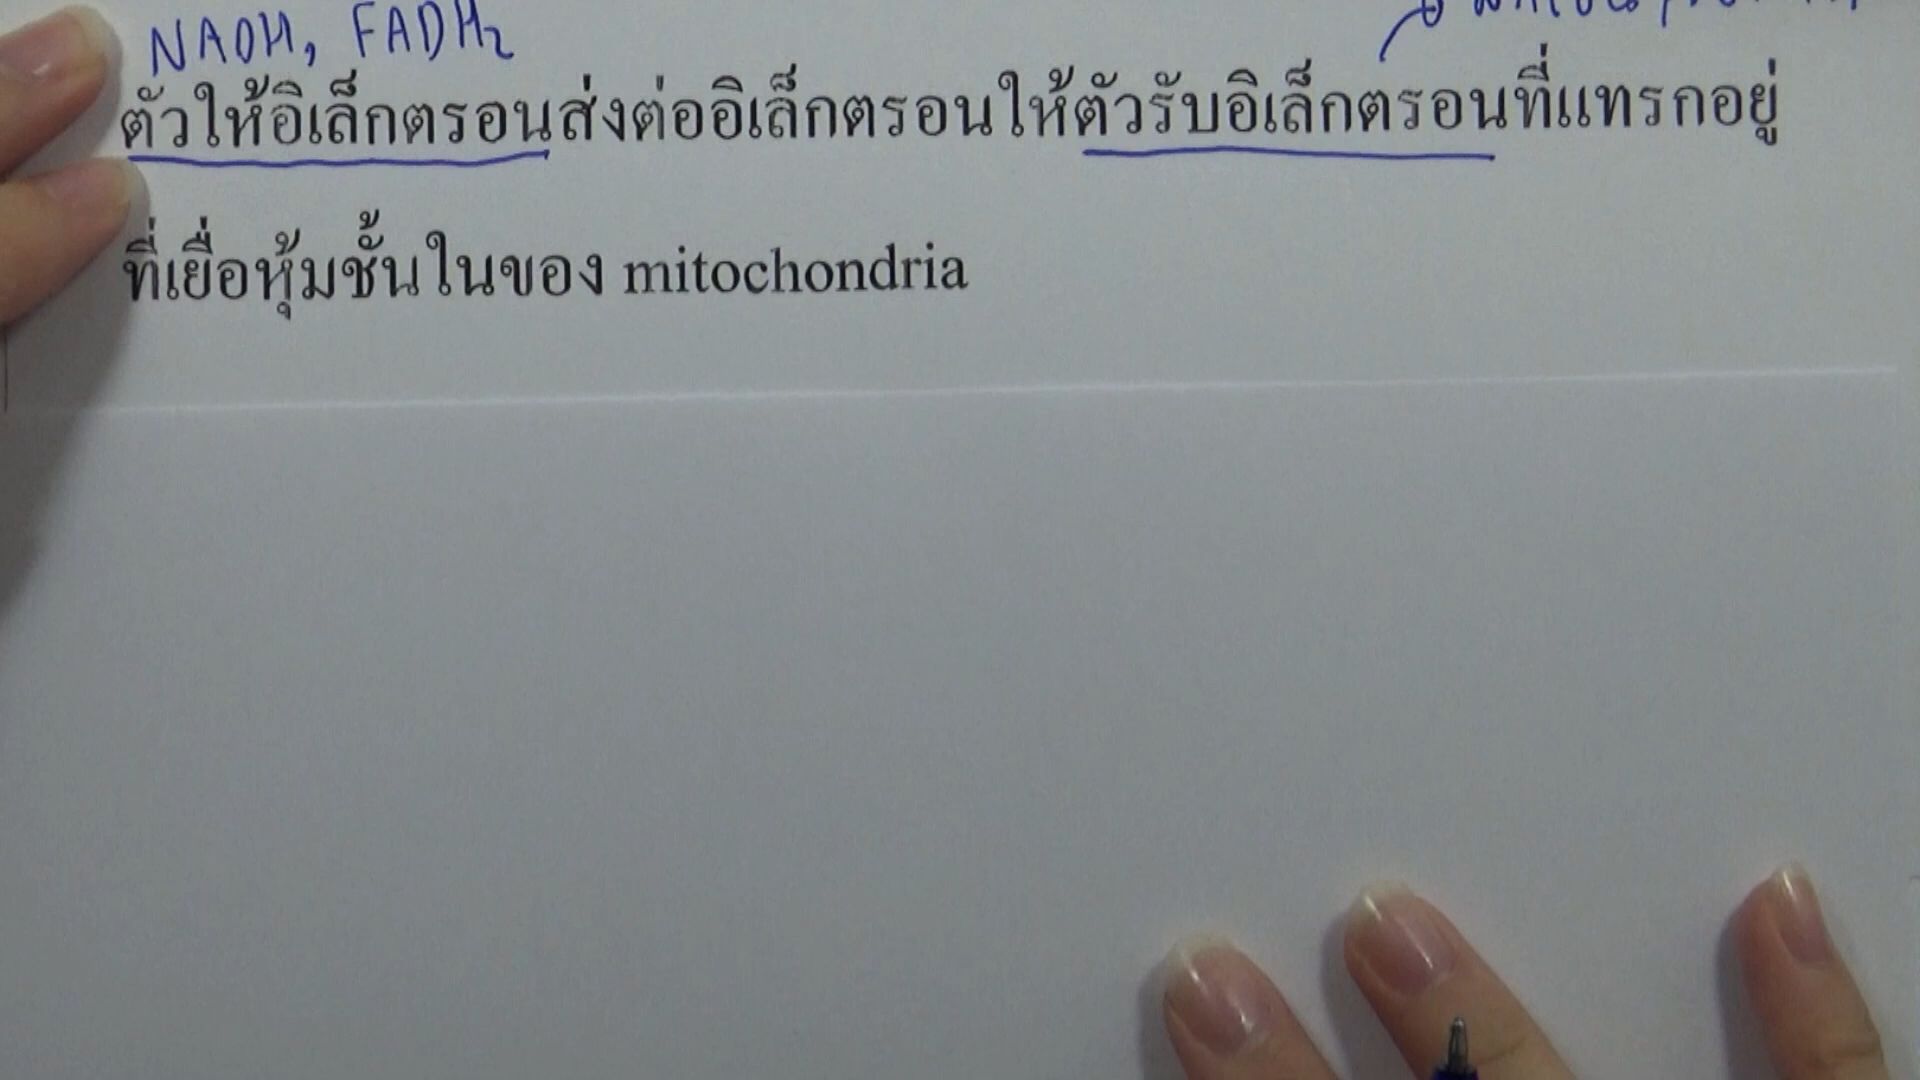 NADH, FADH2
ตัวให้อิเล็กตรอนส่งต่ออิเล็กตรอนให้ตัวรับอิเล็กตรอนที่แทรกอยู่
ที่เยื่อหุ้มชั้นในของ mitochondria